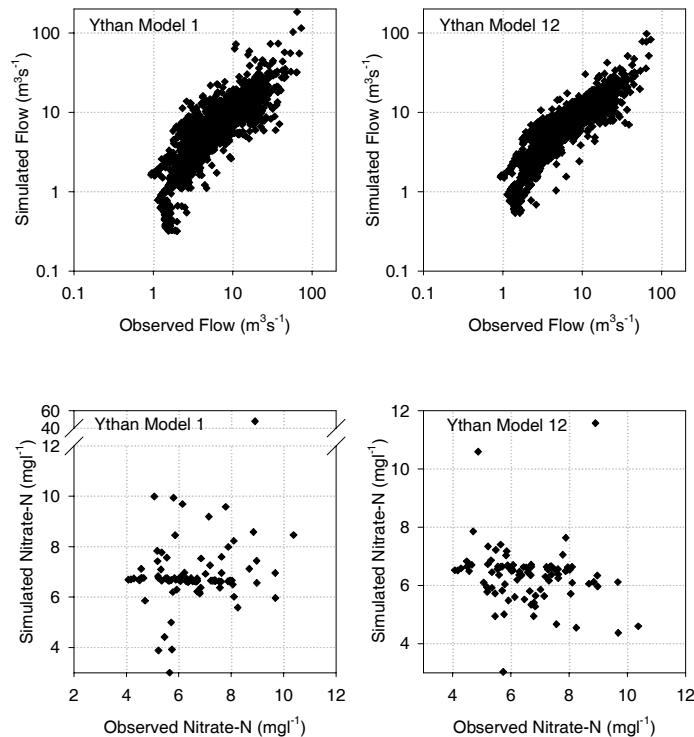 Ythan Model 1
Simulated Flow (m³s⁻¹)
100
10
1
0.1
0.1 1 10 100
Observed Flow (m³s⁻¹)
Ythan Model 12
Simulated Flow (m³s⁻¹)
100
10
1
0.1
0.1 1 10 100
Observed Flow (m³s⁻¹)
Ythan Model 1
Simulated Nitrate-N (mgl⁻¹)
60
40
12
10
8
6
4
2 4 6 8 10 12
Observed Nitrate-N (mgl⁻¹)
Ythan Model 12
Simulated Nitrate-N (mgl⁻¹)
12
10
8
6
4
4 6 8 10 12
Observed Nitrate-N (mgl⁻¹)